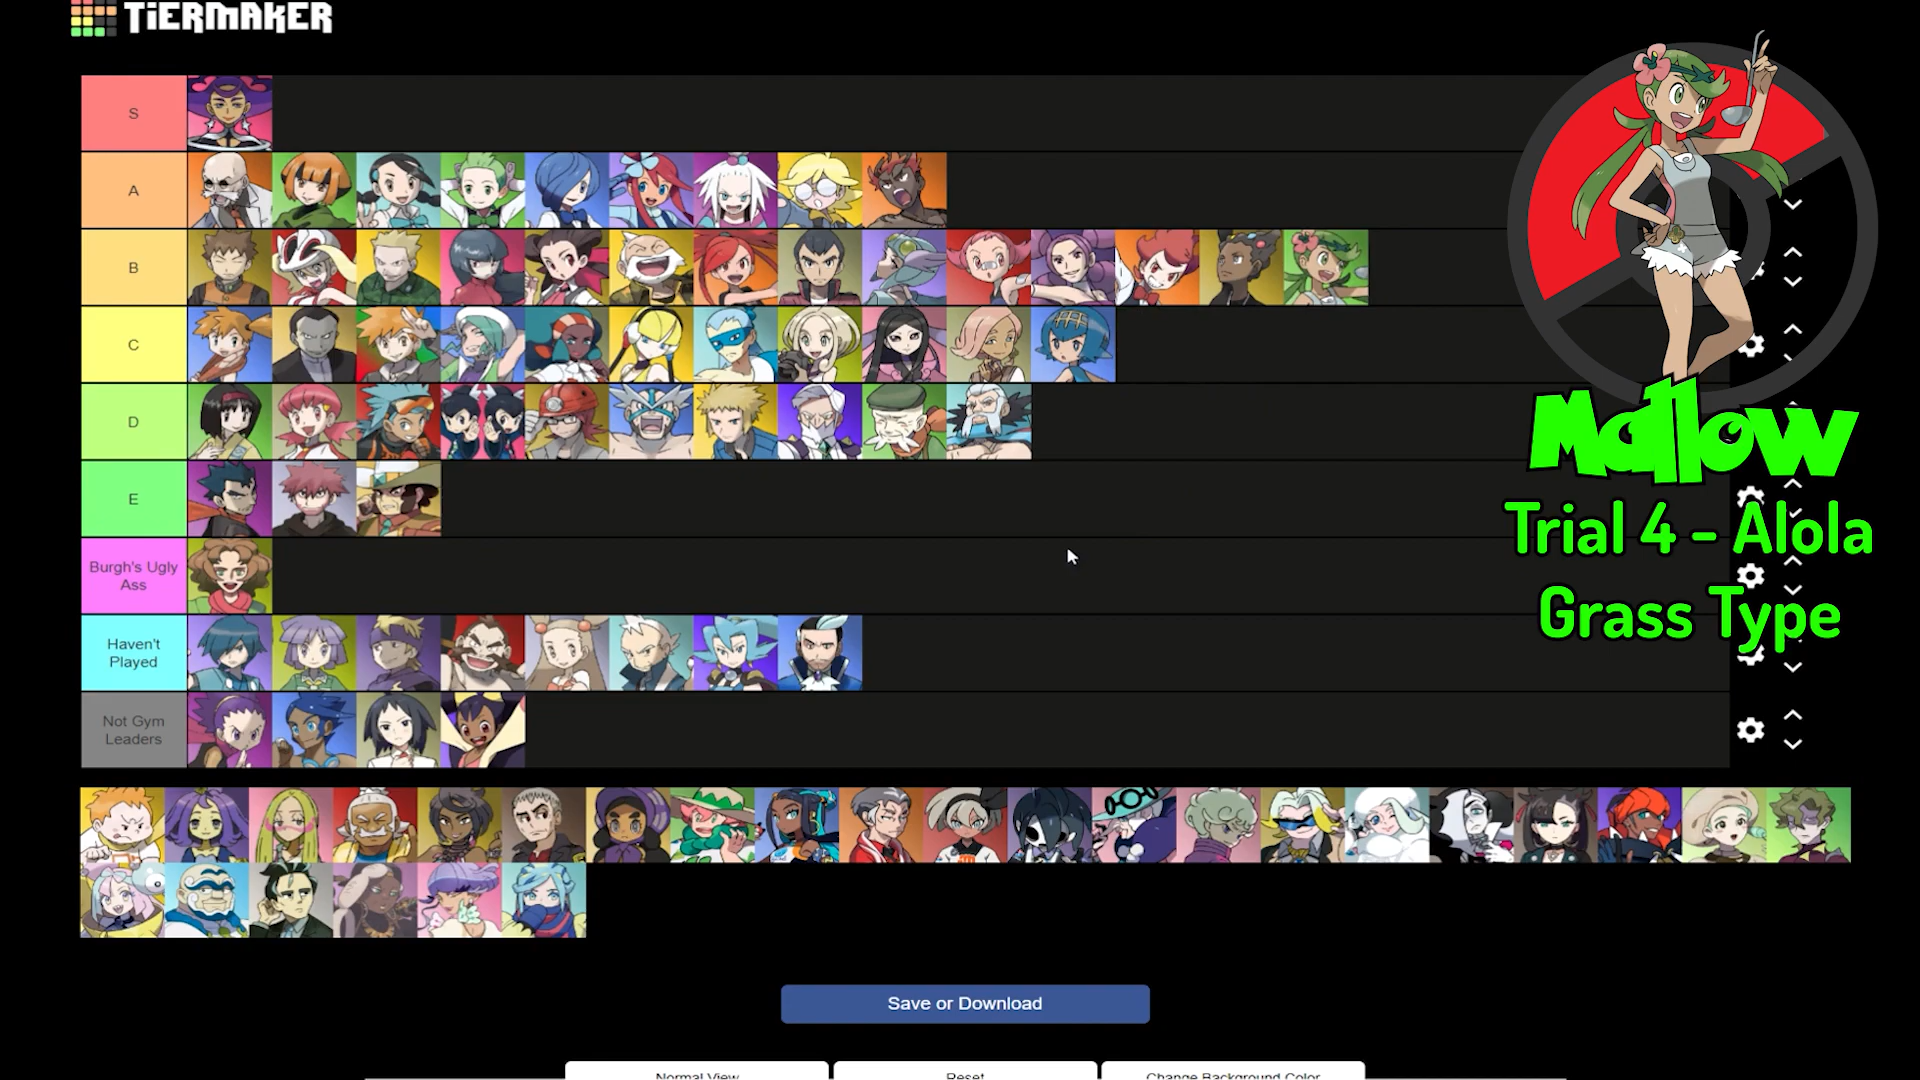 TiERMAKER
S
A
B
C
D
E
Burgh's Ugly
Ass
Haven't
Played
Not Gym
Leaders
Mallow
Trial 4 - Alola
Grass Type
Save or Download
Normal View
Reset
Change Background Color